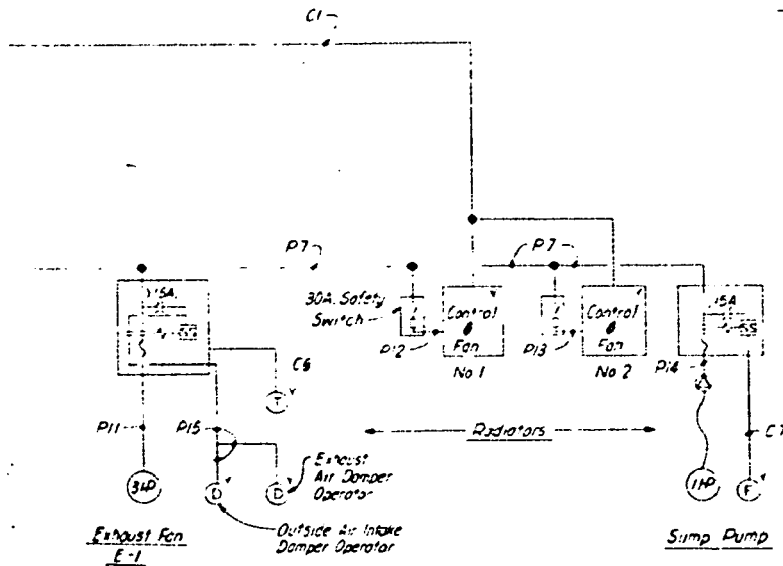 C1
P7
P7
15A
30A. Safety
Switch
Control
Fan
No 1
P12
Control
Fan
No 2
P13
15A
SS
P14
C6
T
P11
P15
Radiators
C7
3HP
D
D
Exhaust
Air Damper
Operator
1HP
F
Exhaust Fan
E-1
Outside Air Intake
Damper Operator
Sump Pump